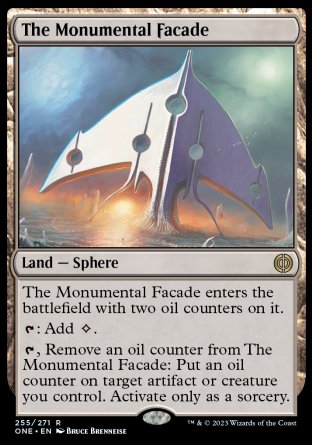 The Monumental Facade
Land — Sphere
The Monumental Facade enters the
battlefield with two oil counters on it.
: Add .
, Remove an oil counter from The
Monumental Facade: Put an oil
counter on target artifact or creature
you control. Activate only as a sorcery.
255/271 R
ONE • EN Bruce Brenneise
™ & © 2023 Wizards of the Coast